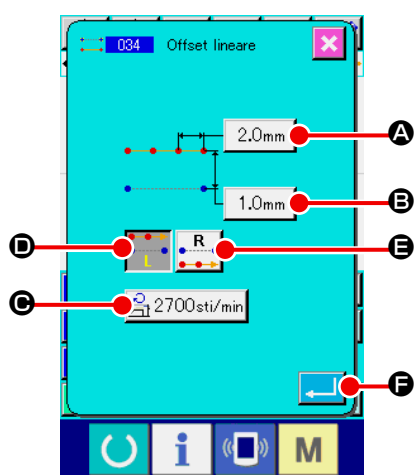 034 Offset lineare
2.0mm
A
1.0mm
B
D
L
R
E
C
2700sti/min
F
i
M